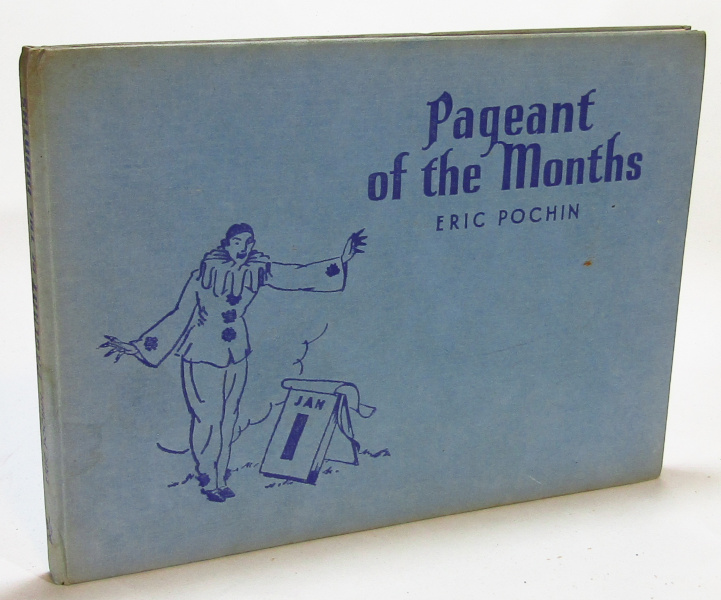 Pageant
of the Months
ERIC POCHIN
JAN
1